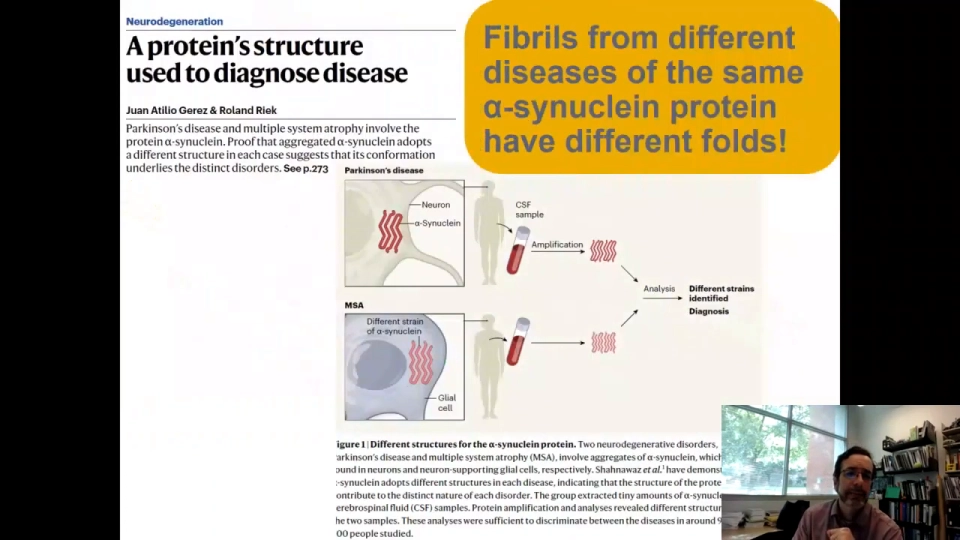 Neurodegeneration
A protein's structure
used to diagnose disease
Juan Atilio Gerez & Roland Riek
Parkinson's disease and multiple system atrophy involve the
protein α-synuclein. Proof that aggregated α-synuclein adopts
a different structure in each case suggests that its conformation
underlies the distinct disorders. See p.273
Fibrils from different
diseases of the same
α-synuclein protein
have different folds!
Parkinson's disease
Neuron
α-Synuclein
CSF
sample
Amplification
Analysis
Different strains
identified
Diagnosis
MSA
Different strain
of α-synuclein
Glial
cell
igure 1 | Different structures for the α-synuclein protein. Two neurodegenerative disorders,
arkinson's disease and multiple system atrophy (MSA), involve aggregates of α-synuclein, which
ound in neurons and neuron-supporting glial cells, respectively. Shahnawaz et al.¹ have demons
-synuclein adopts different structures in each disease, indicating that the structure of the prote
ontribute to the distinct nature of each disorder. The group extracted tiny amounts of α-synucle
erebrospinal fluid (CSF) samples. Protein amplification and analyses revealed different structur
he two samples. These analyses were sufficient to discriminate between the diseases in around 9
00 people studied.